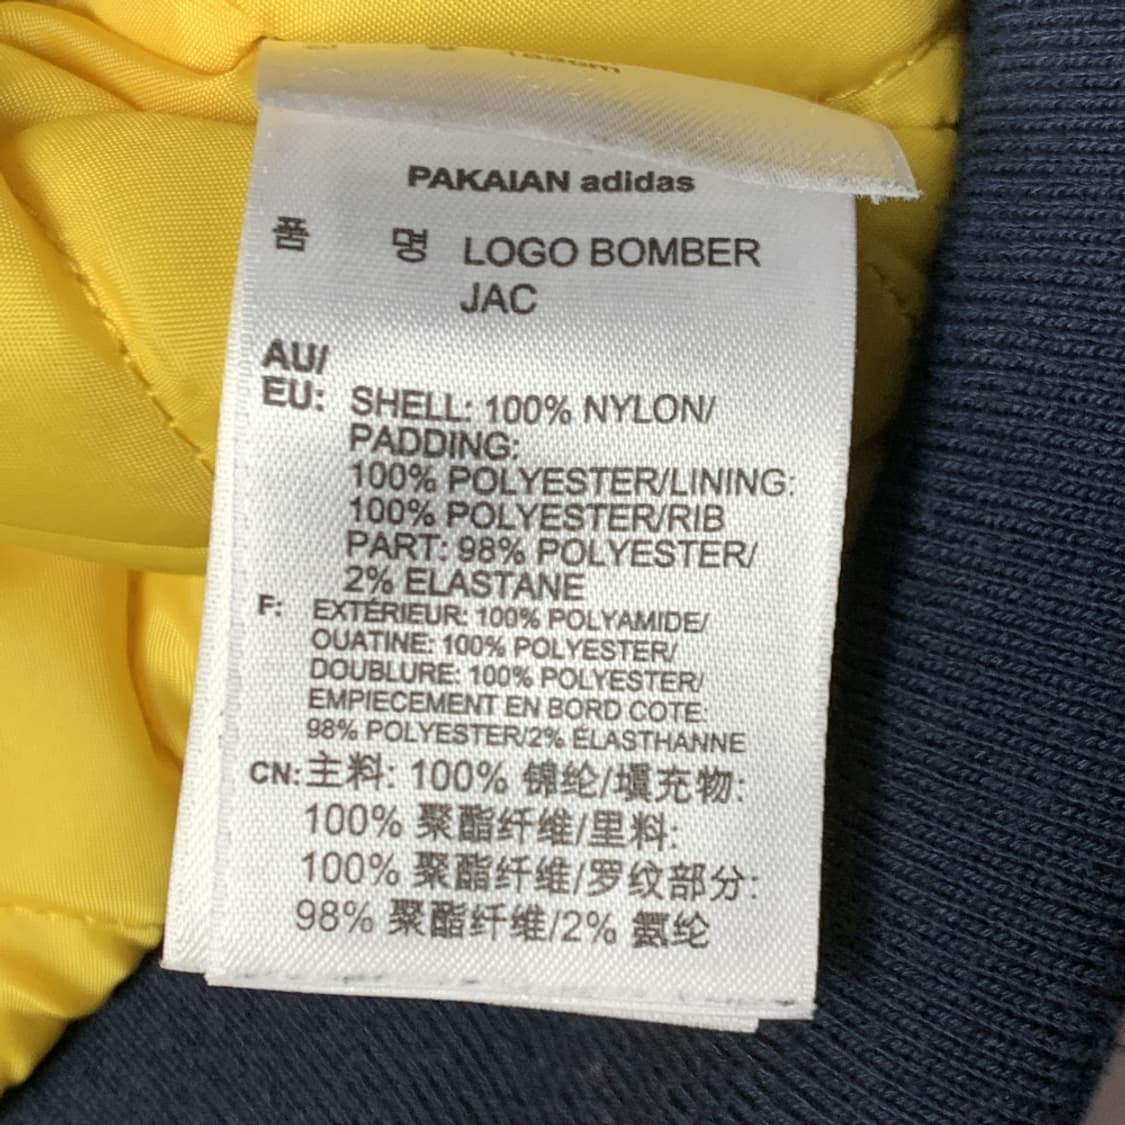 PAKAIAN adidas
품 명 LOGO BOMBER
JAC
AU/
EU: SHELL: 100% NYLON/
PADDING:
100% POLYESTER/LINING:
100% POLYESTER/RIB
PART: 98% POLYESTER/
2% ELASTANE
F: EXTÉRIEUR: 100% POLYAMIDE/
OUATINE: 100% POLYESTER/
DOUBLURE: 100% POLYESTER/
EMPIECEMENT EN BORD COTE:
98% POLYESTER/2% ÉLASTHANNE
CN: 主料: 100% 锦纶/填充物:
100% 聚酯纤维/里料:
100% 聚酯纤维/罗纹部分:
98% 聚酯纤维/2% 氨纶